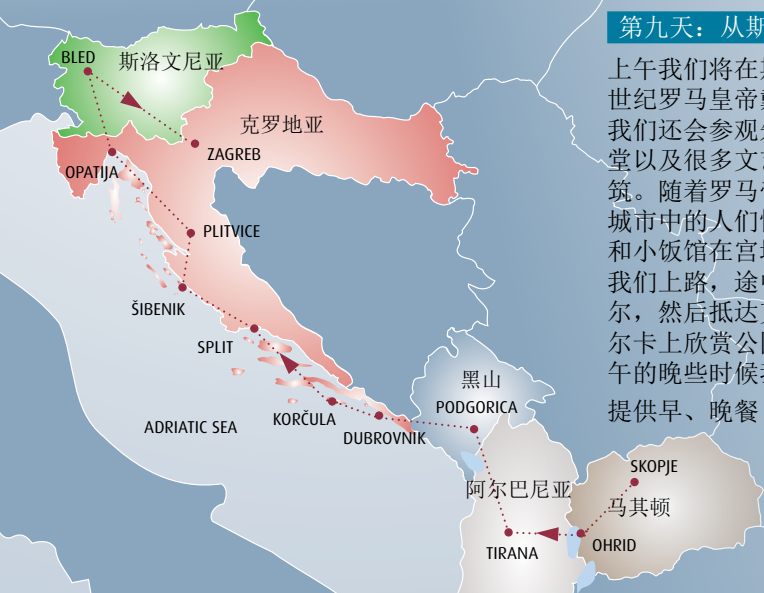 BLED
斯洛文尼亚
克罗地亚
ZAGREB
OPATIJA
PLITVICE
ŠIBENIK
SPLIT
ADRIATIC SEA
KORČULA
DUBROVNIK
黑山
PODGORICA
阿尔巴尼亚
TIRANA
SKOPJE
马其顿
OHRID
第九天：从斯
上午我们将在
世纪罗马皇帝
我们还会参观
堂以及很多文
筑。随着罗马
城市中的人们
和小饭馆在宫
我们上路，途
尔，然后抵达
尔卡上欣赏公
午的晚些时候
提供早、晚餐